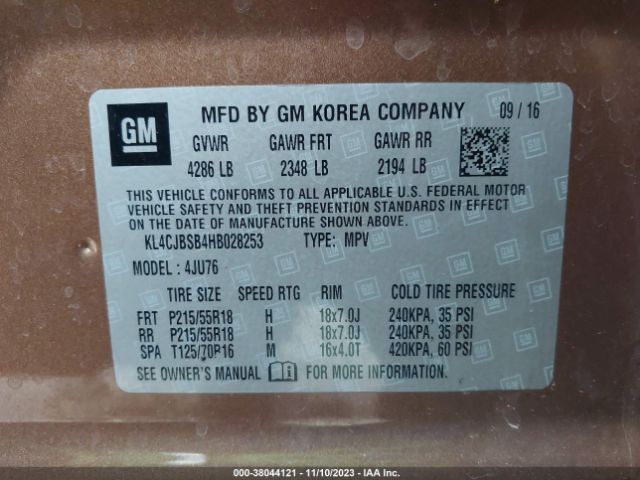 GM MFD BY GM KOREA COMPANY 09 / 16
GVWR GAWR FRT GAWR RR
4286 LB 2348 LB 2194 LB
THIS VEHICLE CONFORMS TO ALL APPLICABLE U.S. FEDERAL MOTOR
VEHICLE SAFETY AND THEFT PREVENTION STANDARDS IN EFFECT
ON THE DATE OF MANUFACTURE SHOWN ABOVE.
KL4CJBSB4HB028253 TYPE: MPV
MODEL : 4JU76
TIRE SIZE SPEED RTG RIM COLD TIRE PRESSURE
FRT P215/55R18 H 18x7.0J 240KPA, 35 PSI
RR P215/55R18 H 18x7.0J 240KPA, 35 PSI
SPA T125/70R16 M 16x4.0T 420KPA, 60 PSI
SEE OWNER'S MANUAL FOR MORE INFORMATION.
000-38044121 - 11/10/2023 - IAA Inc.